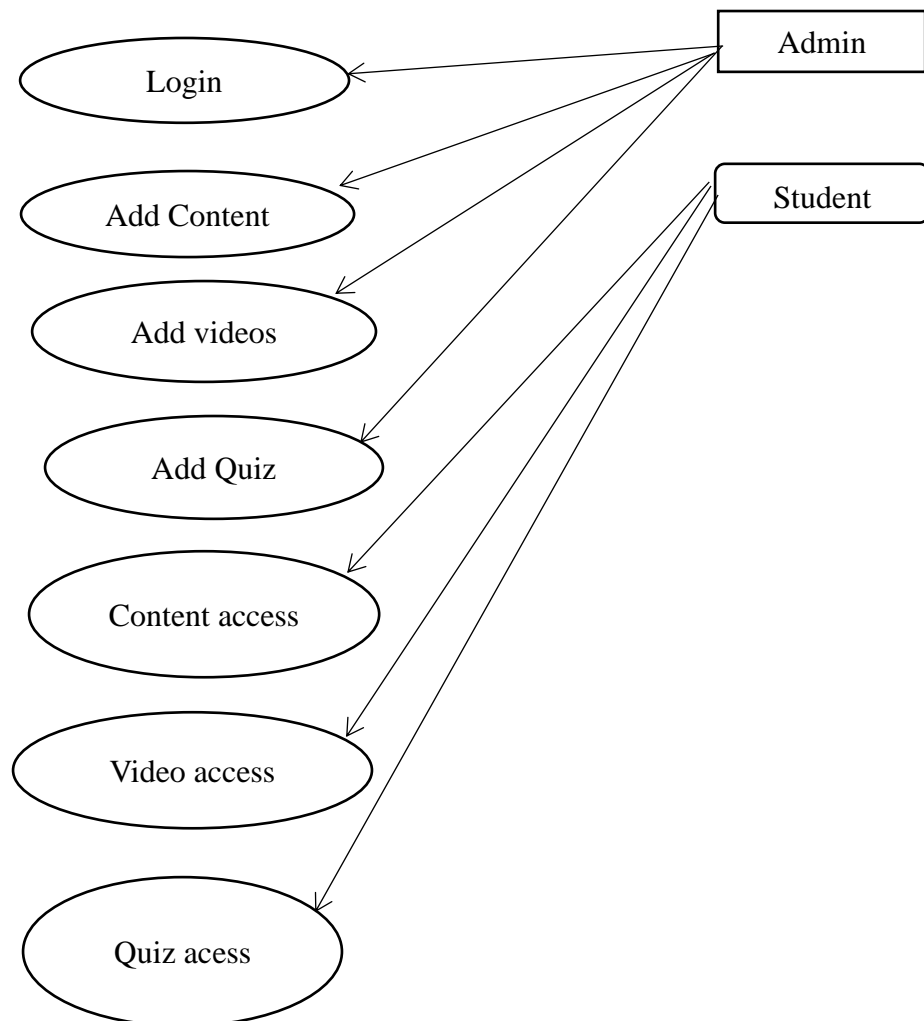 Admin
Login
Student
Add Content
Add videos
Add Quiz
Content access
Video access
Quiz acess